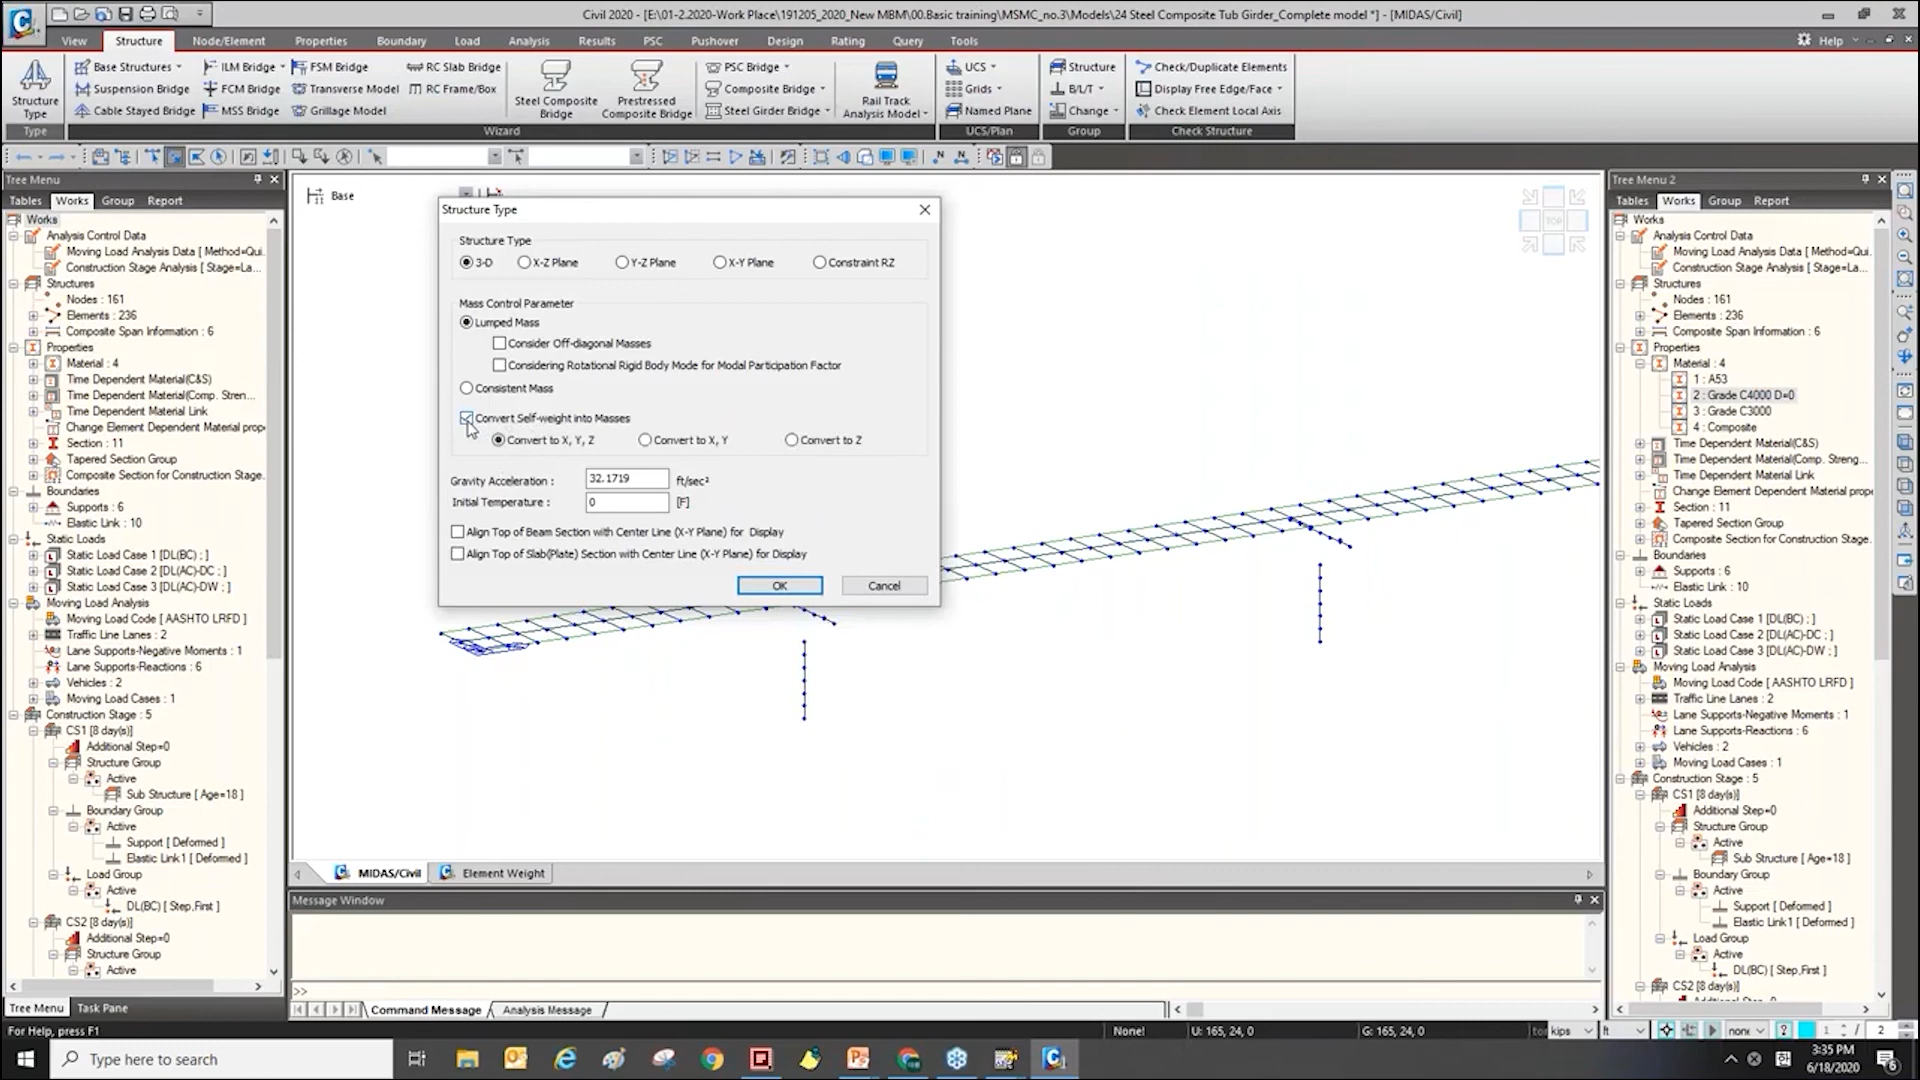 Civil 2020 - [E:\01-2.2020-Work Place\191205_2020_New MBM\00.Basic training\MSMC_no.3\Models\24 Steel Composite Tub Girder_Complete model *] - [MIDAS/Civil]
View Structure Node/Element Properties Boundary Load Analysis Results PSC Pushover Design Rating Query Tools Help
Structure Type
Type
Base Structures
Suspension Bridge
Cable Stayed Bridge
ILM Bridge
FCM Bridge
MSS Bridge
FSM Bridge
Transverse Model
Grillage Model
RC Slab Bridge
RC Frame/Box
Steel Composite Bridge
Prestressed Composite Bridge
PSC Bridge
Composite Bridge
Steel Girder Bridge
Rail Track Analysis Model
Wizard
UCS
Grids
Named Plane
UCS/Plan
Structure
B/L/T
Change
Group
Check/Duplicate Elements
Display Free Edge/Face
Check Element Local Axis
Check Structure
Tree Menu
Tables Works Group Report
Works
Analysis Control Data
Moving Load Analysis Data [ Method=Qui...
Construction Stage Analysis [ Stage=La...
Structures
Nodes : 161
Elements : 236
Composite Span Information : 6
Properties
Material : 4
Time Dependent Material(C&S)
Time Dependent Material(Comp. Stren...
Time Dependent Material Link
Change Element Dependent Material prope
Section : 11
Tapered Section Group
Composite Section for Construction Stage.
Boundaries
Supports : 6
Elastic Link : 10
Static Loads
Static Load Case 1 [DL(BC) ; ]
Static Load Case 2 [DL(AC)-DC ; ]
Static Load Case 3 [DL(AC)-DW ; ]
Moving Load Analysis
Moving Load Code [ AASHTO LRFD ]
Traffic Line Lanes : 2
Lane Supports-Negative Moments : 1
Lane Supports-Reactions : 6
Vehicles : 2
Moving Load Cases : 1
Construction Stage : 5
CS1 [8 day(s)]
Additional Step=0
Structure Group
Active
Sub Structure [ Age=18 ]
Boundary Group
Active
Support [ Deformed ]
Elastic Link1 [ Deformed ]
Load Group
Active
DL(BC) [ Step,First ]
CS2 [8 day(s)]
Additional Step=0
Structure Group
Active
Tree Menu Task Pane
Base
TOP
Structure Type
Structure Type
3-D X-Z Plane Y-Z Plane X-Y Plane Constraint RZ
Mass Control Parameter
Lumped Mass
Consider Off-diagonal Masses
Considering Rotational Rigid Body Mode for Modal Participation Factor
Consistent Mass
Convert Self-weight into Masses
Convert to X, Y, Z Convert to X, Y Convert to Z
Gravity Acceleration : 32.1719 ft/sec²
Initial Temperature : 0 [F]
Align Top of Beam Section with Center Line (X-Y Plane) for Display
Align Top of Slab(Plate) Section with Center Line (X-Y Plane) for Display
OK Cancel
MIDAS/Civil Element Weight
Message Window
>>
Command Message Analysis Message
Tree Menu 2
Tables Works Group Report
Works
Analysis Control Data
Moving Load Analysis Data [ Method=Qui...
Construction Stage Analysis [ Stage=La...
Structures
Nodes : 161
Elements : 236
Composite Span Information : 6
Properties
Material : 4
1 : A53
2 : Grade C4000 D=0
3 : Grade C3000
4 : Composite
Time Dependent Material(C&S)
Time Dependent Material(Comp. Streng...
Time Dependent Material Link
Change Element Dependent Material prope
Section : 11
Tapered Section Group
Composite Section for Construction Stage.
Boundaries
Supports : 6
Elastic Link : 10
Static Loads
Static Load Case 1 [DL(BC) ; ]
Static Load Case 2 [DL(AC)-DC ; ]
Static Load Case 3 [DL(AC)-DW ; ]
Moving Load Analysis
Moving Load Code [ AASHTO LRFD ]
Traffic Line Lanes : 2
Lane Supports-Negative Moments : 1
Lane Supports-Reactions : 6
Vehicles : 2
Moving Load Cases : 1
Construction Stage : 5
CS1 [8 day(s)]
Additional Step=0
Structure Group
Active
Sub Structure [ Age=18 ]
Boundary Group
Active
Support [ Deformed ]
Elastic Link1 [ Deformed ]
Load Group
Active
DL(BC) [ Step,First ]
CS2 [8 day(s)]
For Help, press F1
None! U: 165, 24, 0 G: 165, 24, 0 kips ft none 1 / 2
Type here to search
3:35 PM
6/18/2020